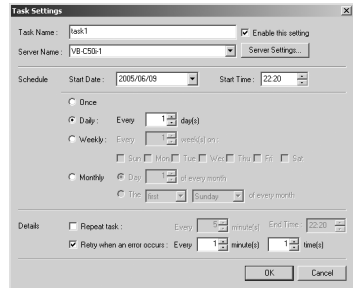 Task Settings
Task Name : task1 Enable this setting
Server Name : VB-C50i-1 Server Settings...
Schedule Start Date : 2005/06/09 Start Time : 22:20
Once
Daily : Every 1 day(s)
Weekly : Every 1 week(s) on :
Sun Mon Tue Wed Thu Fri Sat
Monthly Day 1 of every month
The first Sunday of every month
Details Repeat task : Every 5 minute(s) End Time : 22:20
Retry when an error occurs : Every 1 minute(s) 1 time(s)
OK Cancel